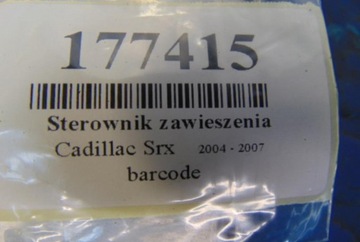 177415
Sterownik zawieszenia
Cadillac Srx 2004 - 2007
barcode